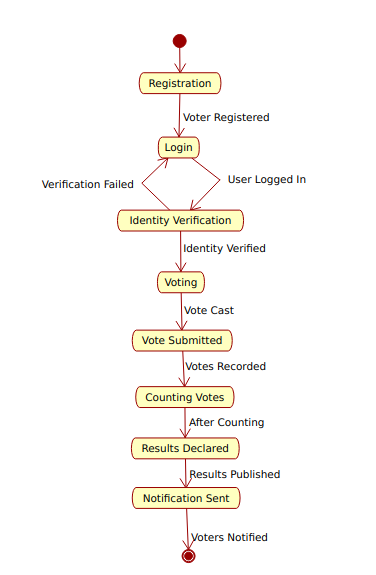 Registration
Voter Registered
Login
Verification Failed
User Logged In
Identity Verification
Identity Verified
Voting
Vote Cast
Vote Submitted
Votes Recorded
Counting Votes
After Counting
Results Declared
Results Published
Notification Sent
Voters Notified